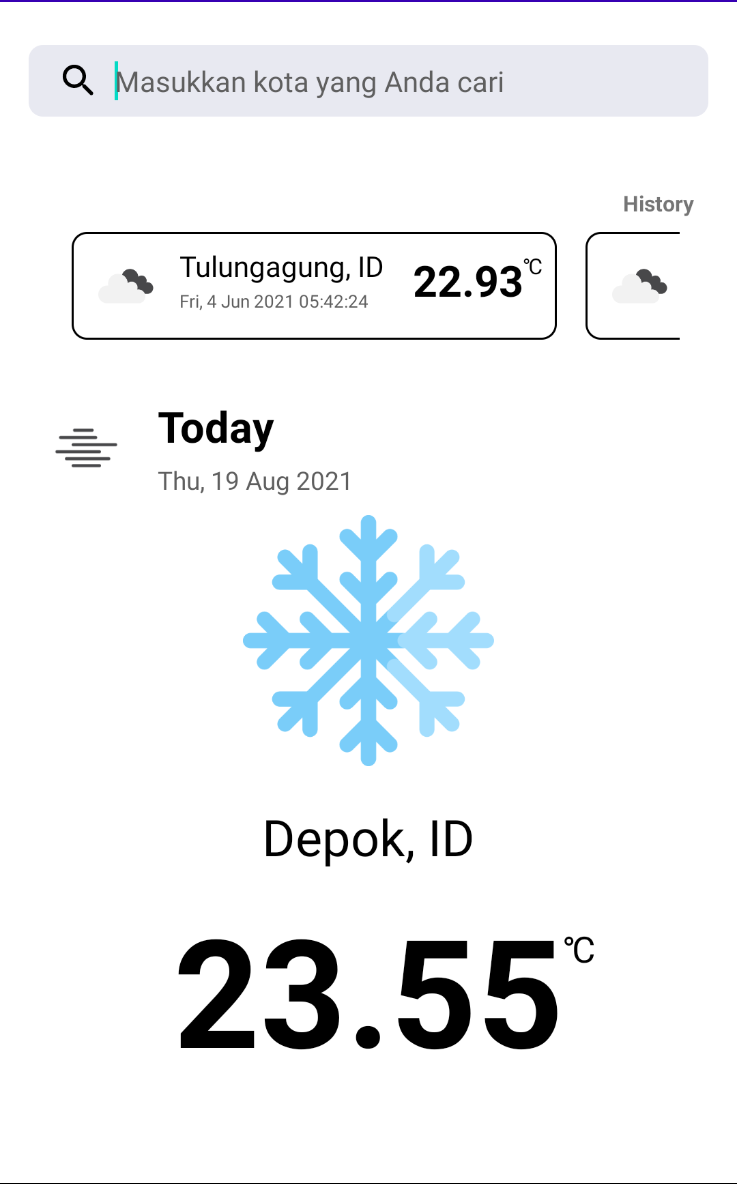 Masukkan kota yang Anda cari
History
Tulungagung, ID
Fri, 4 Jun 2021 05:42:24
22.93°C
Today
Thu, 19 Aug 2021
Depok, ID
23.55°C